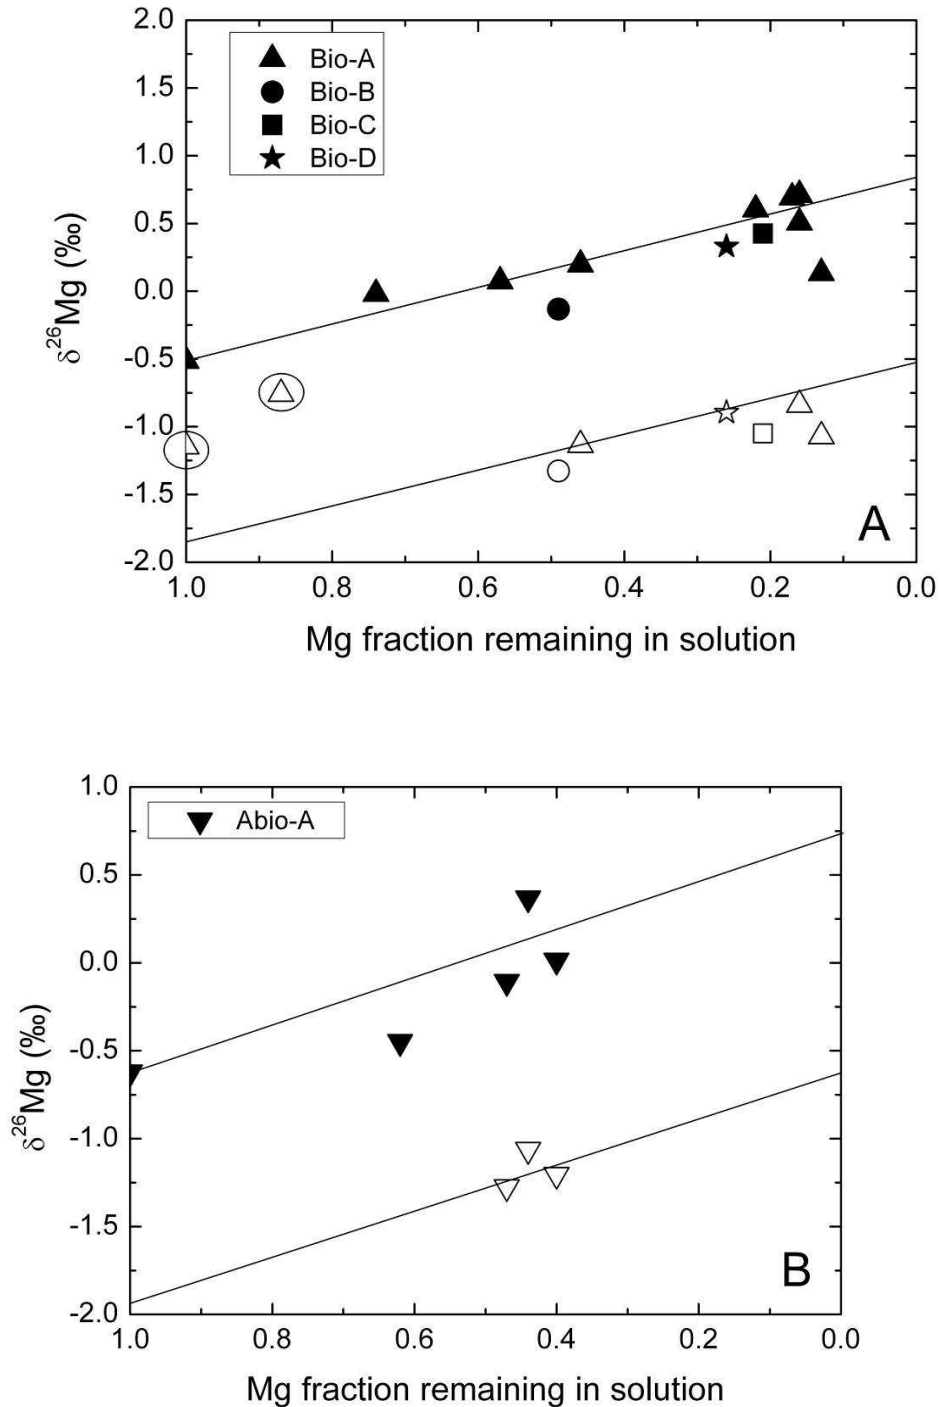 2.0
1.5
1.0
0.5
0.0
-0.5
-1.0
-1.5
-2.0
δ²⁶Mg (‰)
Bio-A
Bio-B
Bio-C
Bio-D
A
1.0 0.8 0.6 0.4 0.2 0.0
Mg fraction remaining in solution
1.0
0.5
0.0
-0.5
-1.0
-1.5
-2.0
δ²⁶Mg (‰)
Abio-A
B
1.0 0.8 0.6 0.4 0.2 0.0
Mg fraction remaining in solution